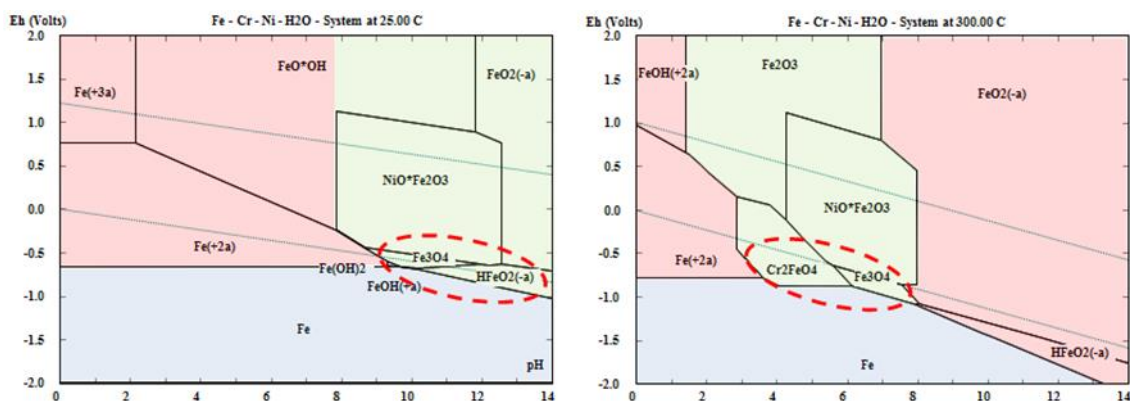 Eh (Volts) Fe - Cr - Ni - H2O - System at 25.00 C
2.0
1.5
1.0
0.5
0.0
-0.5
-1.0
-1.5
-2.0
FeO*OH
FeO2(-a)
Fe(+3a)
NiO*Fe2O3
Fe(+2a)
Fe3O4
Fe(OH)2
HFeO2(-a)
FeOH(+a)
Fe
pH
0 2 4 6 8 10 12 14
Eh (Volts) Fe - Cr - Ni - H2O - System at 300.00 C
2.0
1.5
1.0
0.5
0.0
-0.5
-1.0
-1.5
-2.0
Fe2O3
FeOH(+2a)
FeO2(-a)
NiO*Fe2O3
Fe(+2a)
Cr2FeO4
Fe3O4
HFeO2(-a)
Fe
0 2 4 6 8 10 12 14